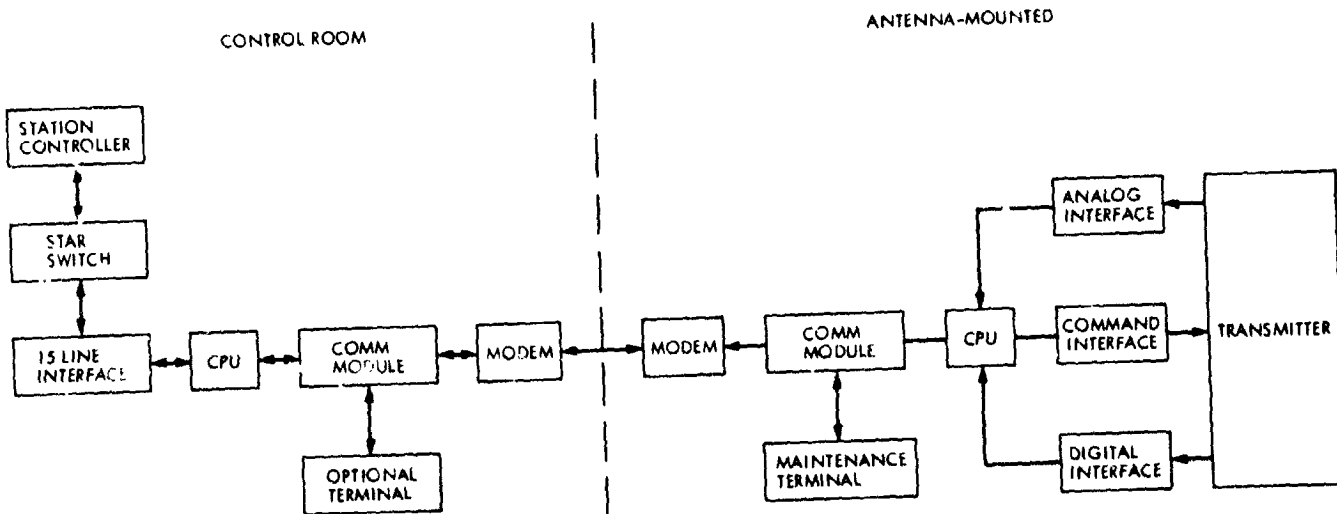 CONTROL ROOM
ANTENNA-MOUNTED
STATION
CONTROLLER
STAR
SWITCH
15 LINE
INTERFACE
CPU
COMM
MODULE
MODEM
OPTIONAL
TERMINAL
MODEM
COMM
MODULE
MAINTENANCE
TERMINAL
CPU
ANALOG
INTERFACE
COMMAND
INTERFACE
DIGITAL
INTERFACE
TRANSMITTER